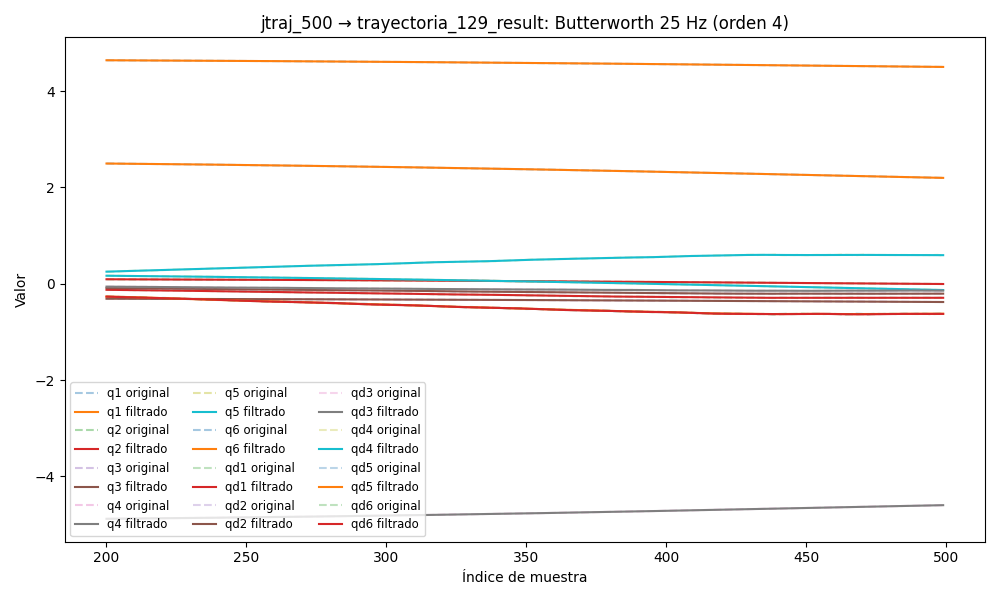 jtraj_500 → trayectoria_129_result: Butterworth 25 Hz (orden 4)
Valor
4
2
0
−2
−4
q1 original
q1 filtrado
q2 original
q2 filtrado
q3 original
q3 filtrado
q4 original
q4 filtrado
q5 original
q5 filtrado
q6 original
q6 filtrado
qd1 original
qd1 filtrado
qd2 original
qd2 filtrado
qd3 original
qd3 filtrado
qd4 original
qd4 filtrado
qd5 original
qd5 filtrado
qd6 original
qd6 filtrado
200
250
300
350
400
450
500
Índice de muestra